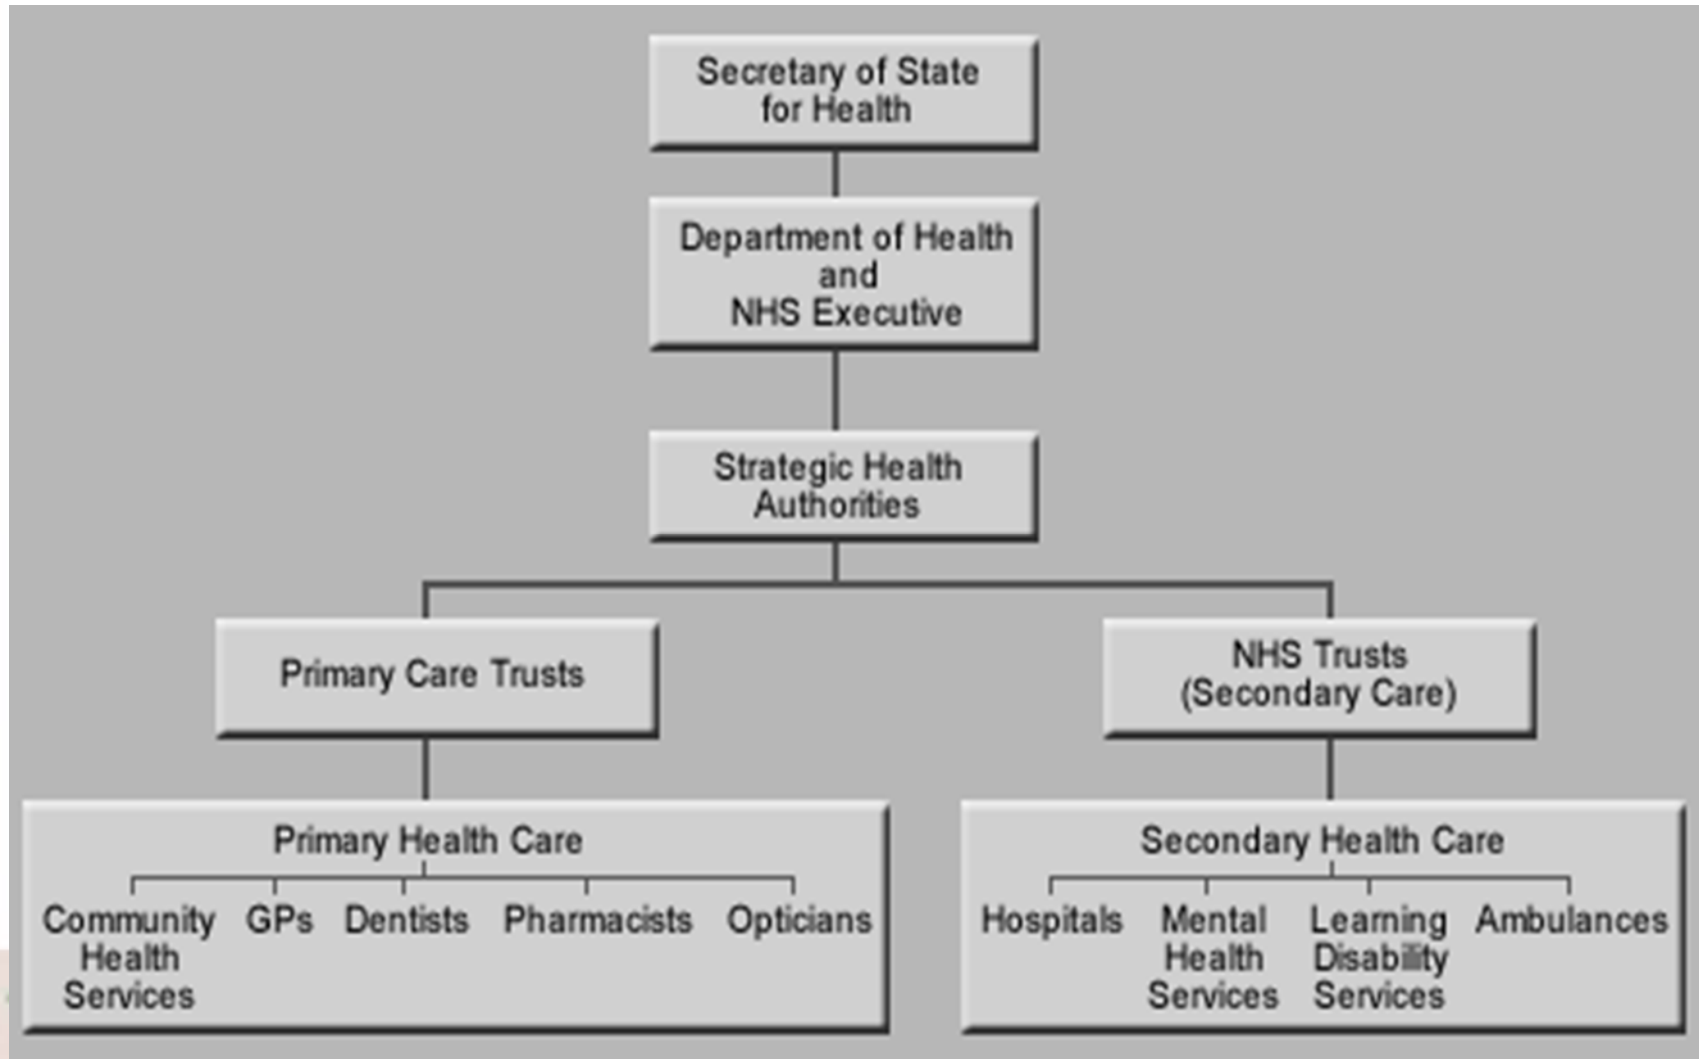 Secretary of State
for Health
Department of Health
and
NHS Executive
Strategic Health
Authorities
Primary Care Trusts
NHS Trusts
(Secondary Care)
Primary Health Care
Community
Health
Services
GPs
Dentists
Pharmacists
Opticians
Secondary Health Care
Hospitals
Mental
Health
Services
Learning
Disability
Services
Ambulances